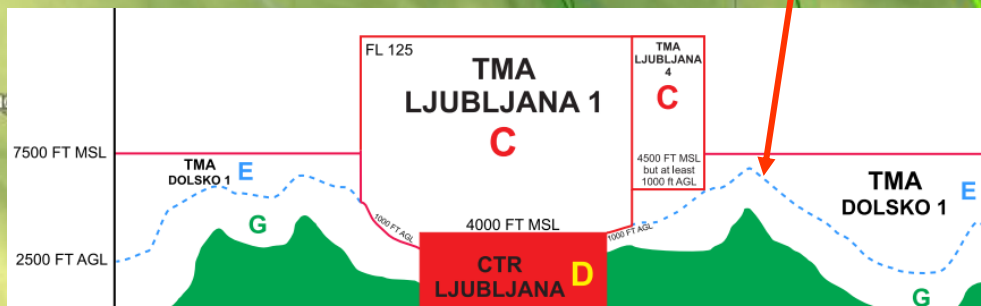 FL 125
TMA
LJUBLJANA 1
C
TMA
LJUBLJANA
4
C
4500 FT MSL
but at least
1000 ft AGL
7500 FT MSL
TMA
DOLSKO 1
E
G
2500 FT AGL
1000 FT AGL
4000 FT MSL
1000 FT AGL
CTR
LJUBLJANA
D
TMA
DOLSKO 1
E
G